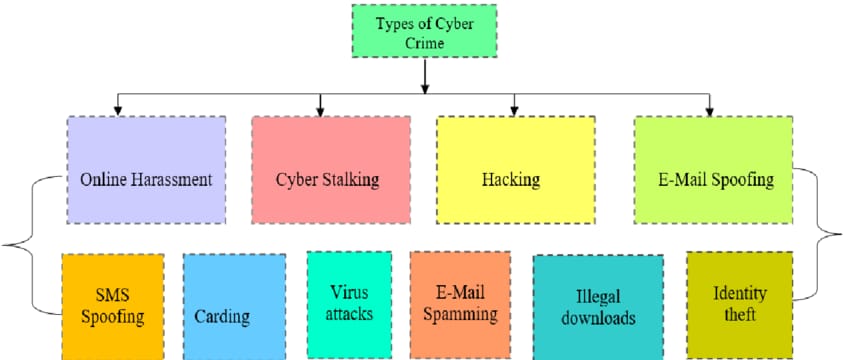 Types of Cyber
Crime
Online Harassment
Cyber Stalking
Hacking
E-Mail Spoofing
SMS
Spoofing
Carding
Virus
attacks
E-Mail
Spamming
Illegal
downloads
Identity
theft